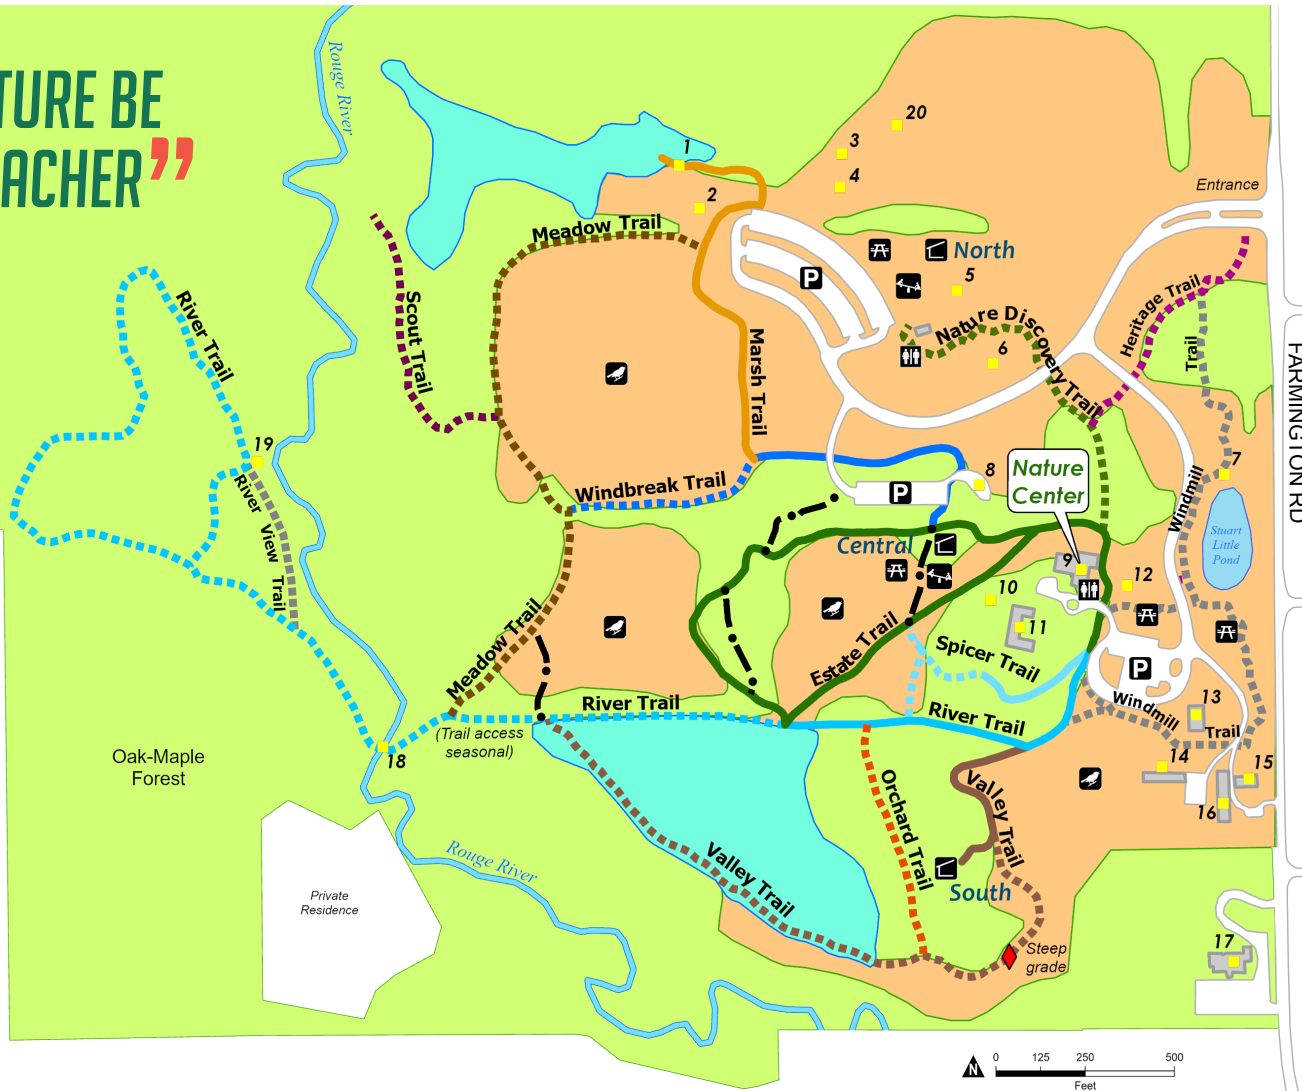 TURE BE
ACHER”
Rouge River
1
2
3
4
20
Entrance
Meadow Trail
North
P
5
River Trail
Scout Trail
Marsh Trail
Nature Discovery Trail
6
Heritage Trail
Trail
FARMINGTON RD
19
River View Trail
Windbreak Trail
8
P
Nature
Center
7
Windmill
Stuart
Little
Pond
Central
9
10
12
11
Meadow Trail
Estate Trail
Spicer Trail
P
River Trail
River Trail
Windmill
Trail
13
(Trail access
seasonal)
18
Oak-Maple
Forest
14
15
16
Orchard Trail
Valley Trail
Valley Trail
South
Rouge River
Private
Residence
Steep
grade
17
N
0 125 250 500
Feet